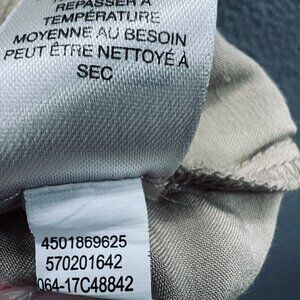 REPASSER À
TEMPÉRATURE
MOYENNE AU BESOIN
PEUT ÊTRE NETTOYÉ À
SEC
4501869625
570201642
064-17C48842